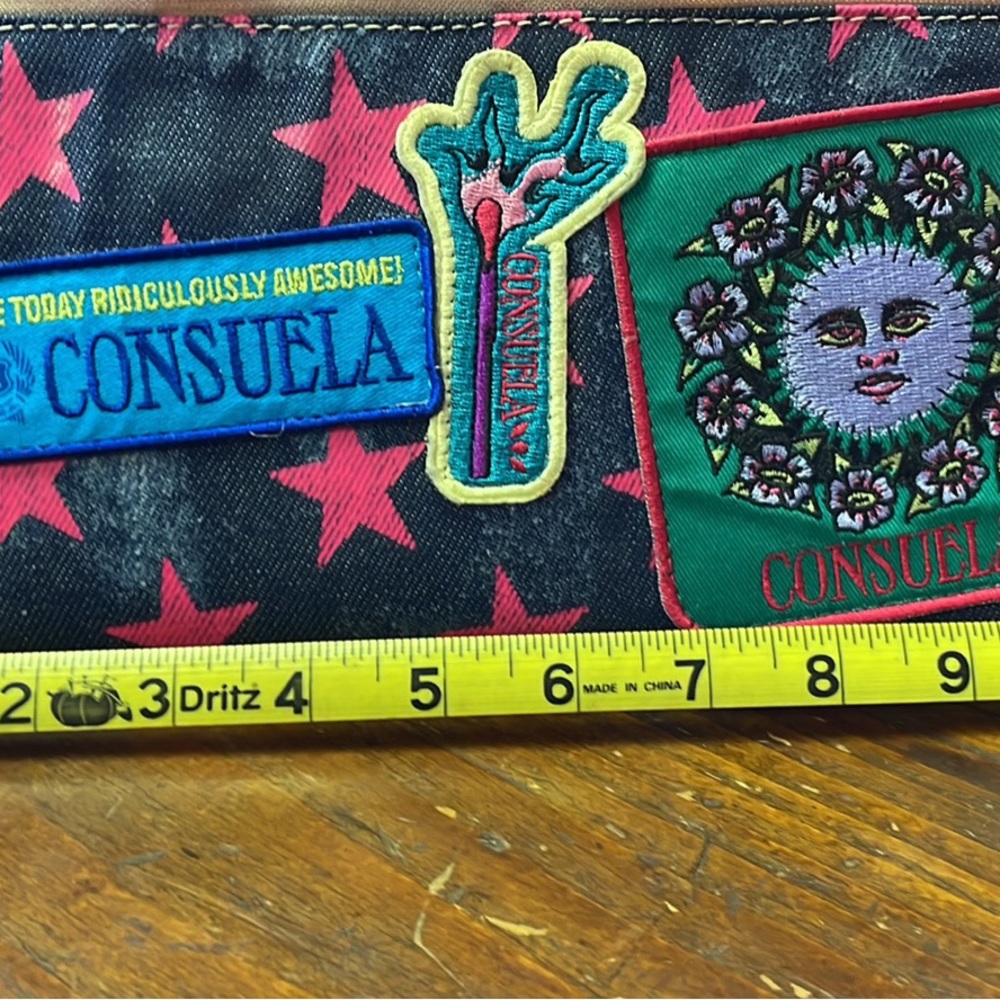 TODAY RIDICULOUSLY AWESOME!
CONSUELA
CONSUELA
CONSUELA
2 3 Dritz 4 5 6 MADE IN CHINA 7 8 9